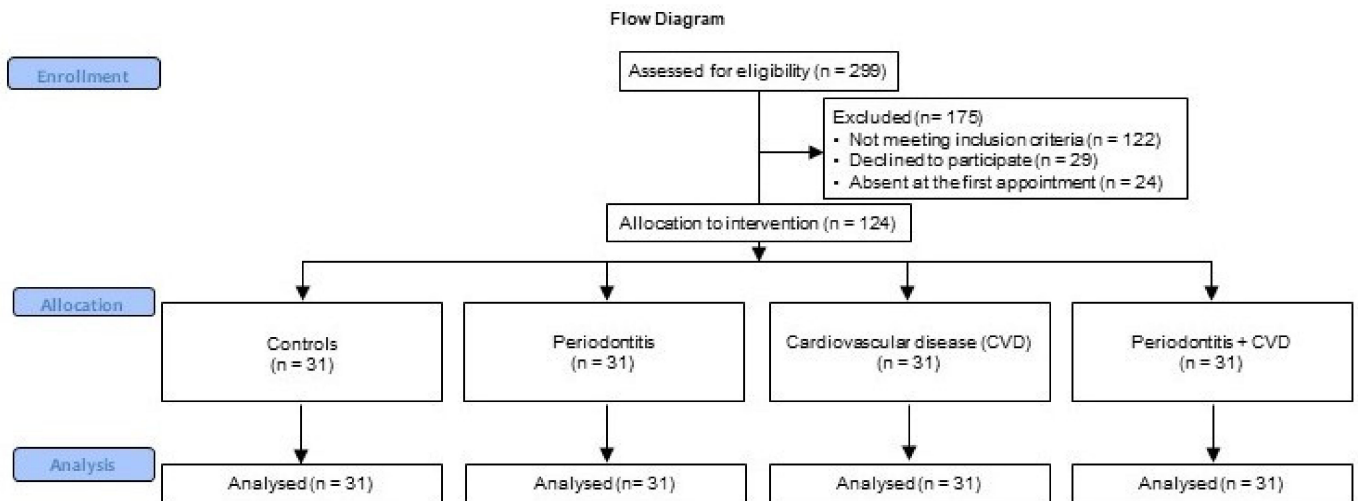 Flow Diagram
Enrollment
Assessed for eligibility (n = 299)
Excluded (n= 175)
• Not meeting inclusion criteria (n = 122)
• Declined to participate (n = 29)
• Absent at the first appointment (n = 24)
Allocation to intervention (n = 124)
Allocation
Controls
(n = 31)
Periodontitis
(n = 31)
Cardiovascular disease (CVD)
(n = 31)
Periodontitis + CVD
(n = 31)
Analysis
Analysed (n = 31)
Analysed (n = 31)
Analysed (n = 31)
Analysed (n = 31)